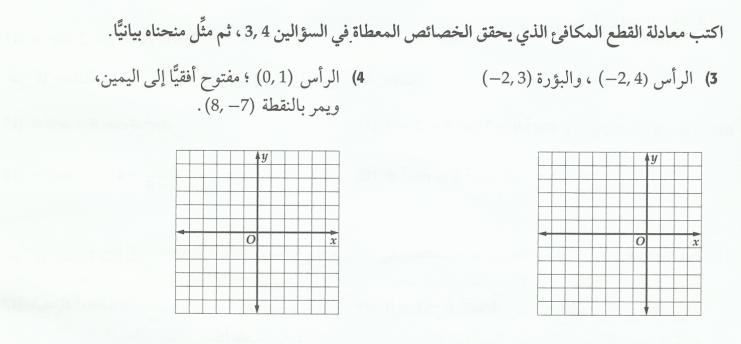 اكتب معادلة القطع المكافئ الذي يحقق الخصائص المعطاة في السؤالين 3, 4 ، ثم مثِّل منحناه بيانيًّا.
3) الرأس (−2, 4) ، والبؤرة (−2, 3)
4) الرأس (0, 1) ؛ مفتوح أفقيًّا إلى اليمين،
ويمر بالنقطة (8, −7) .
y
O x
y
O x